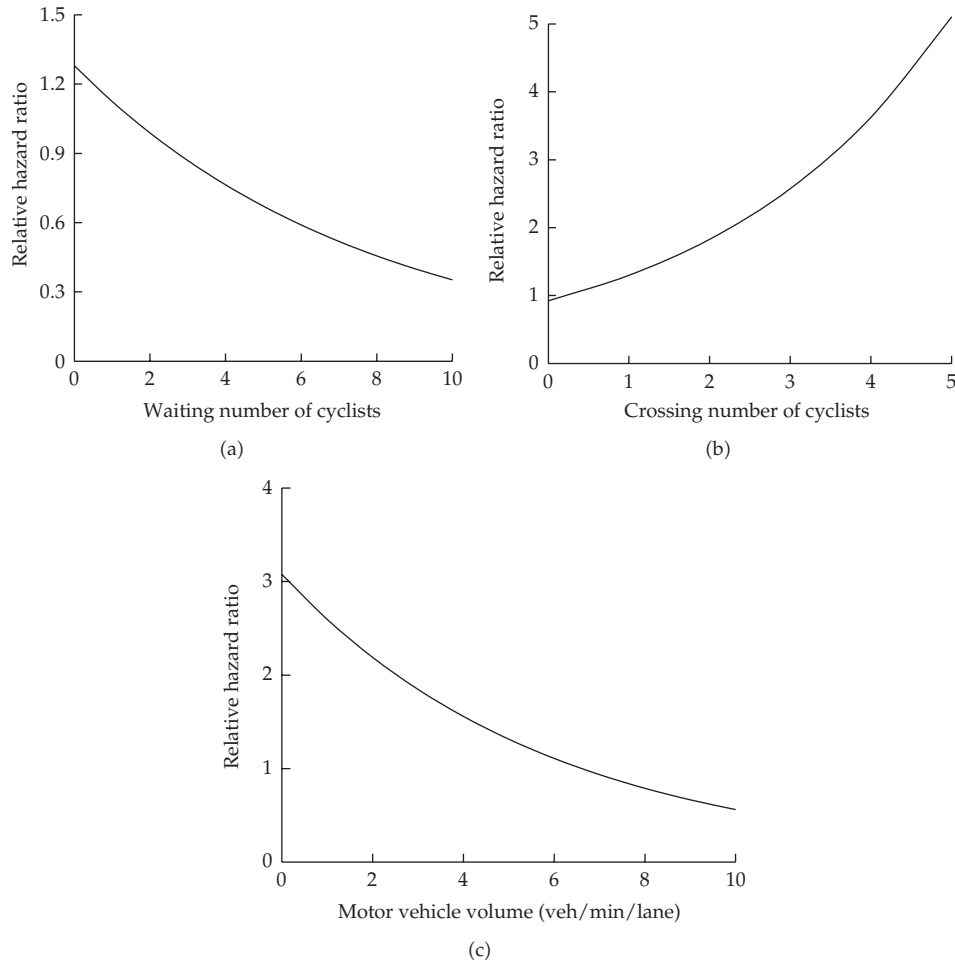 1.5
1.2
0.9
0.6
0.3
0
Relative hazard ratio
0 2 4 6 8 10
Waiting number of cyclists
(a)
5
4
3
2
1
0
Relative hazard ratio
0 1 2 3 4 5
Crossing number of cyclists
(b)
4
3
2
1
0
Relative hazard ratio
0 2 4 6 8 10
Motor vehicle volume (veh/min/lane)
(c)